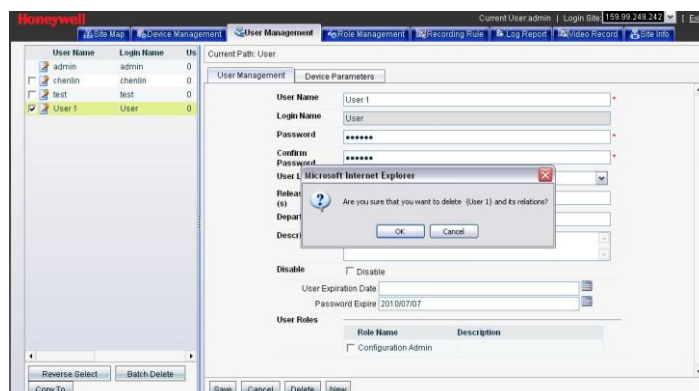 Honeywell
Current User:admin | Login Site: 159.99.249.242
Site Map Device Management User Management Role Management Recording Rule Log Report Video Record Site Info
User Name Login Name Us
admin admin 0
chenlin chenlin 0
test test 0
User 1 User 0
Reverse Select Batch Delete
Copy To
Current Path: User
User Management Device Parameters
User Name User 1 *
Login Name User
Password •••••• *
Confirm Password •••••• *
User L
Releas
(s)
Depart
Descri
Microsoft Internet Explorer
Are you sure that you want to delete {User 1} and its relations?
OK Cancel
Disable Disable
User Expiration Date
Password Expire 2010/07/07
User Roles
Role Name Description
Configuration Admin
Save Cancel Delete New